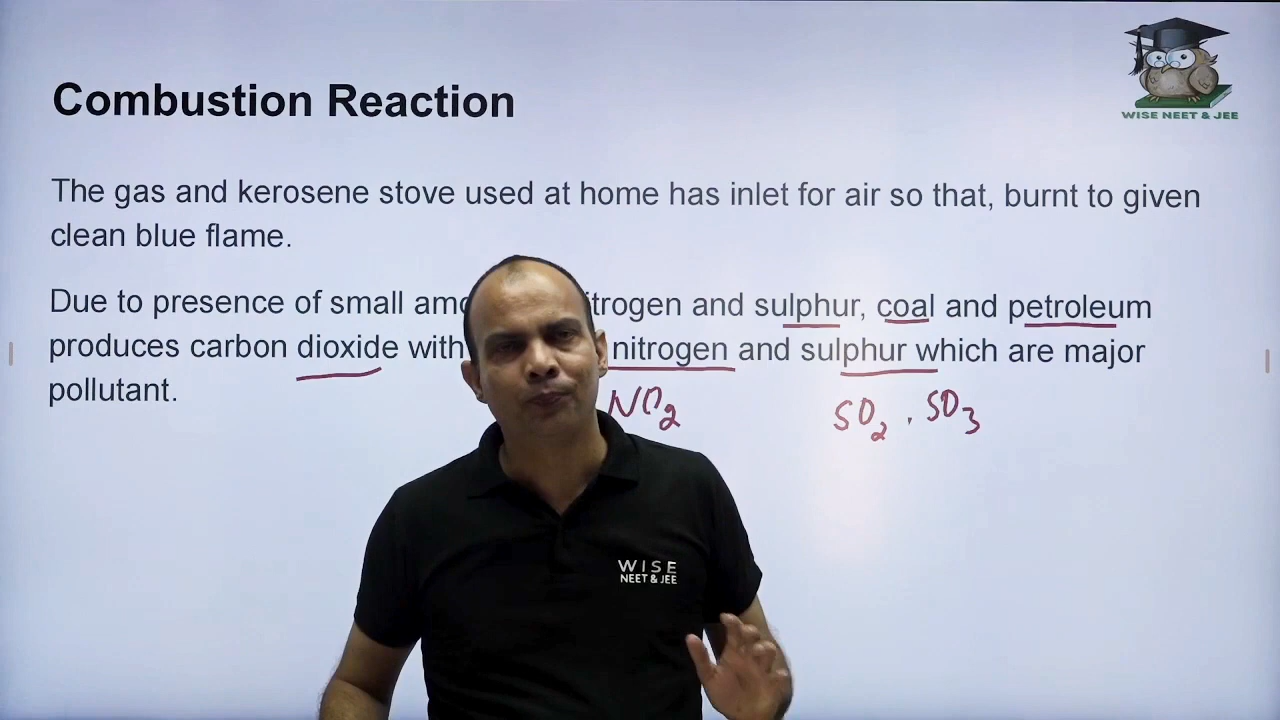 WISE NEET & JEE
Combustion Reaction
The gas and kerosene stove used at home has inlet for air so that, burnt to given
clean blue flame.
Due to presence of small itrogen and sulphur, coal and petroleum
produces carbon dioxide with nitrogen and sulphur which are major
pollutant.
NO2 SO2 . SO3
WISE
NEET & JEE